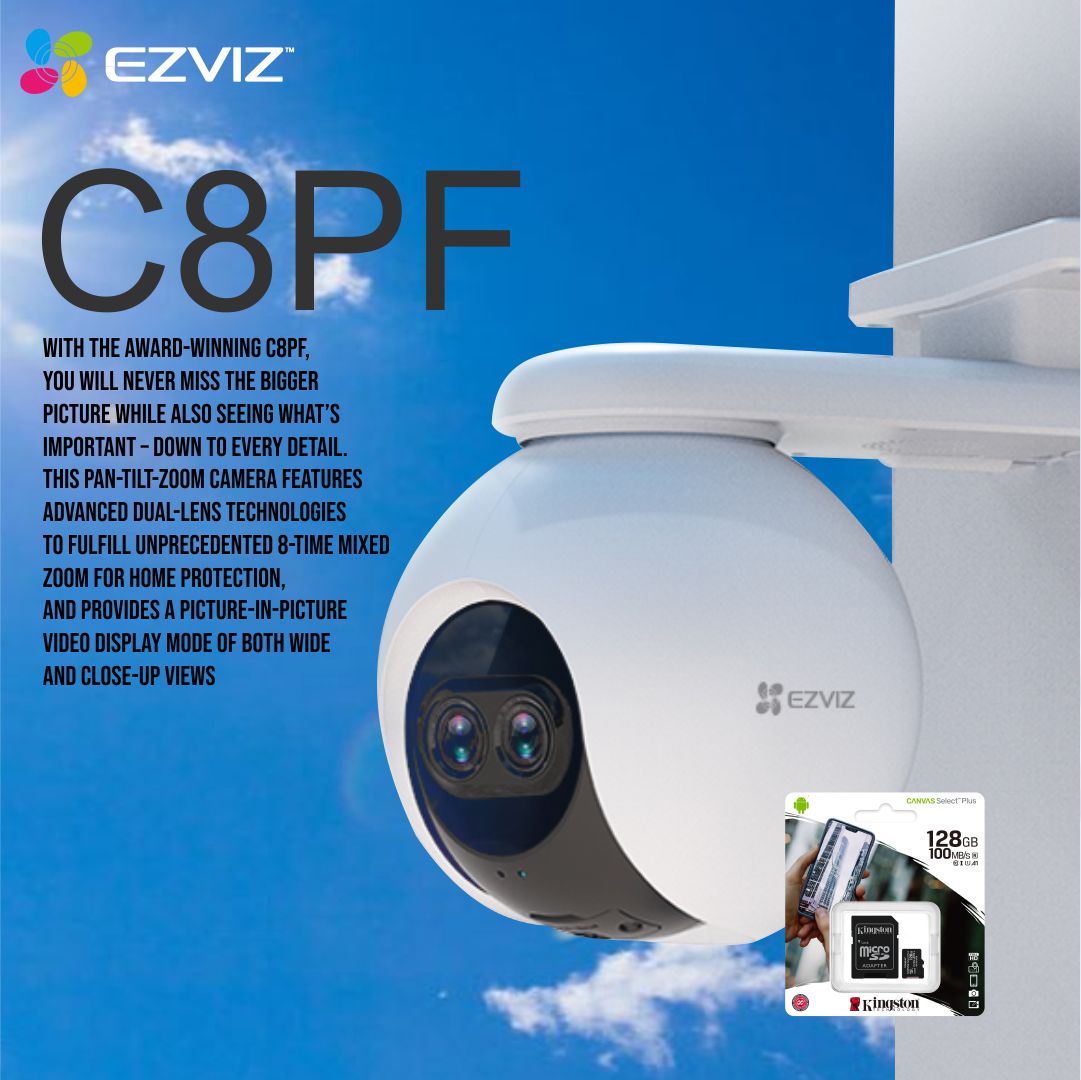 EZVIZ™
C8PF
WITH THE AWARD-WINNING C8PF,
YOU WILL NEVER MISS THE BIGGER
PICTURE WHILE ALSO SEEING WHAT'S
IMPORTANT – DOWN TO EVERY DETAIL.
THIS PAN-TILT-ZOOM CAMERA FEATURES
ADVANCED DUAL-LENS TECHNOLOGIES
TO FULFILL UNPRECEDENTED 8-TIME MIXED
ZOOM FOR HOME PROTECTION,
AND PROVIDES A PICTURE-IN-PICTURE
VIDEO DISPLAY MODE OF BOTH WIDE
AND CLOSE-UP VIEWS
EZVIZ
CANVAS Select™ Plus
128GB
100MB/s
Kingston
micro
SD
ADAPTER
Kingston
TECHNOLOGY